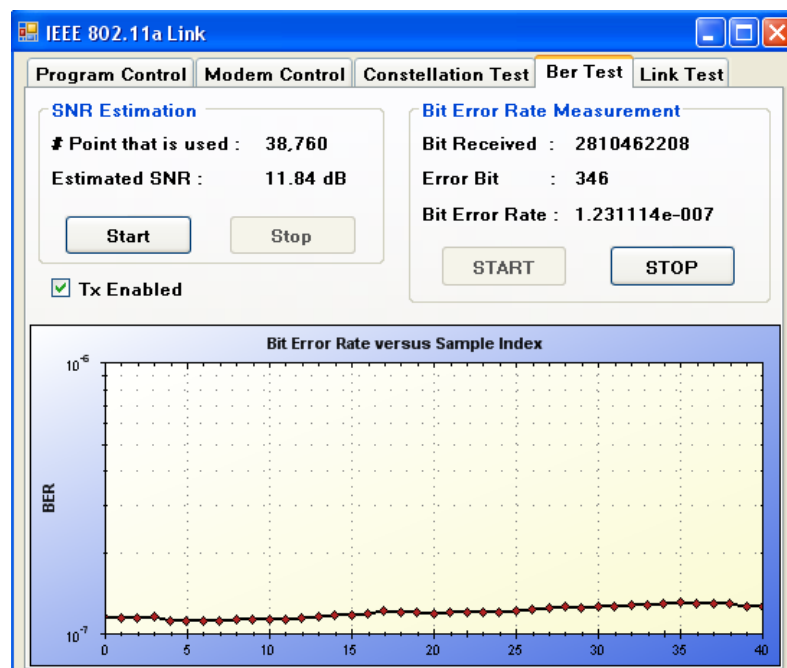 IEEE 802.11a Link
Program Control Modem Control Constellation Test Ber Test Link Test
SNR Estimation
# Point that is used : 38,760
Estimated SNR : 11.84 dB
Start Stop
Tx Enabled
Bit Error Rate Measurement
Bit Received : 2810462208
Error Bit : 346
Bit Error Rate : 1.231114e-007
START STOP
Bit Error Rate versus Sample Index
10^-6
BER
10^-7
0 5 10 15 20 25 30 35 40